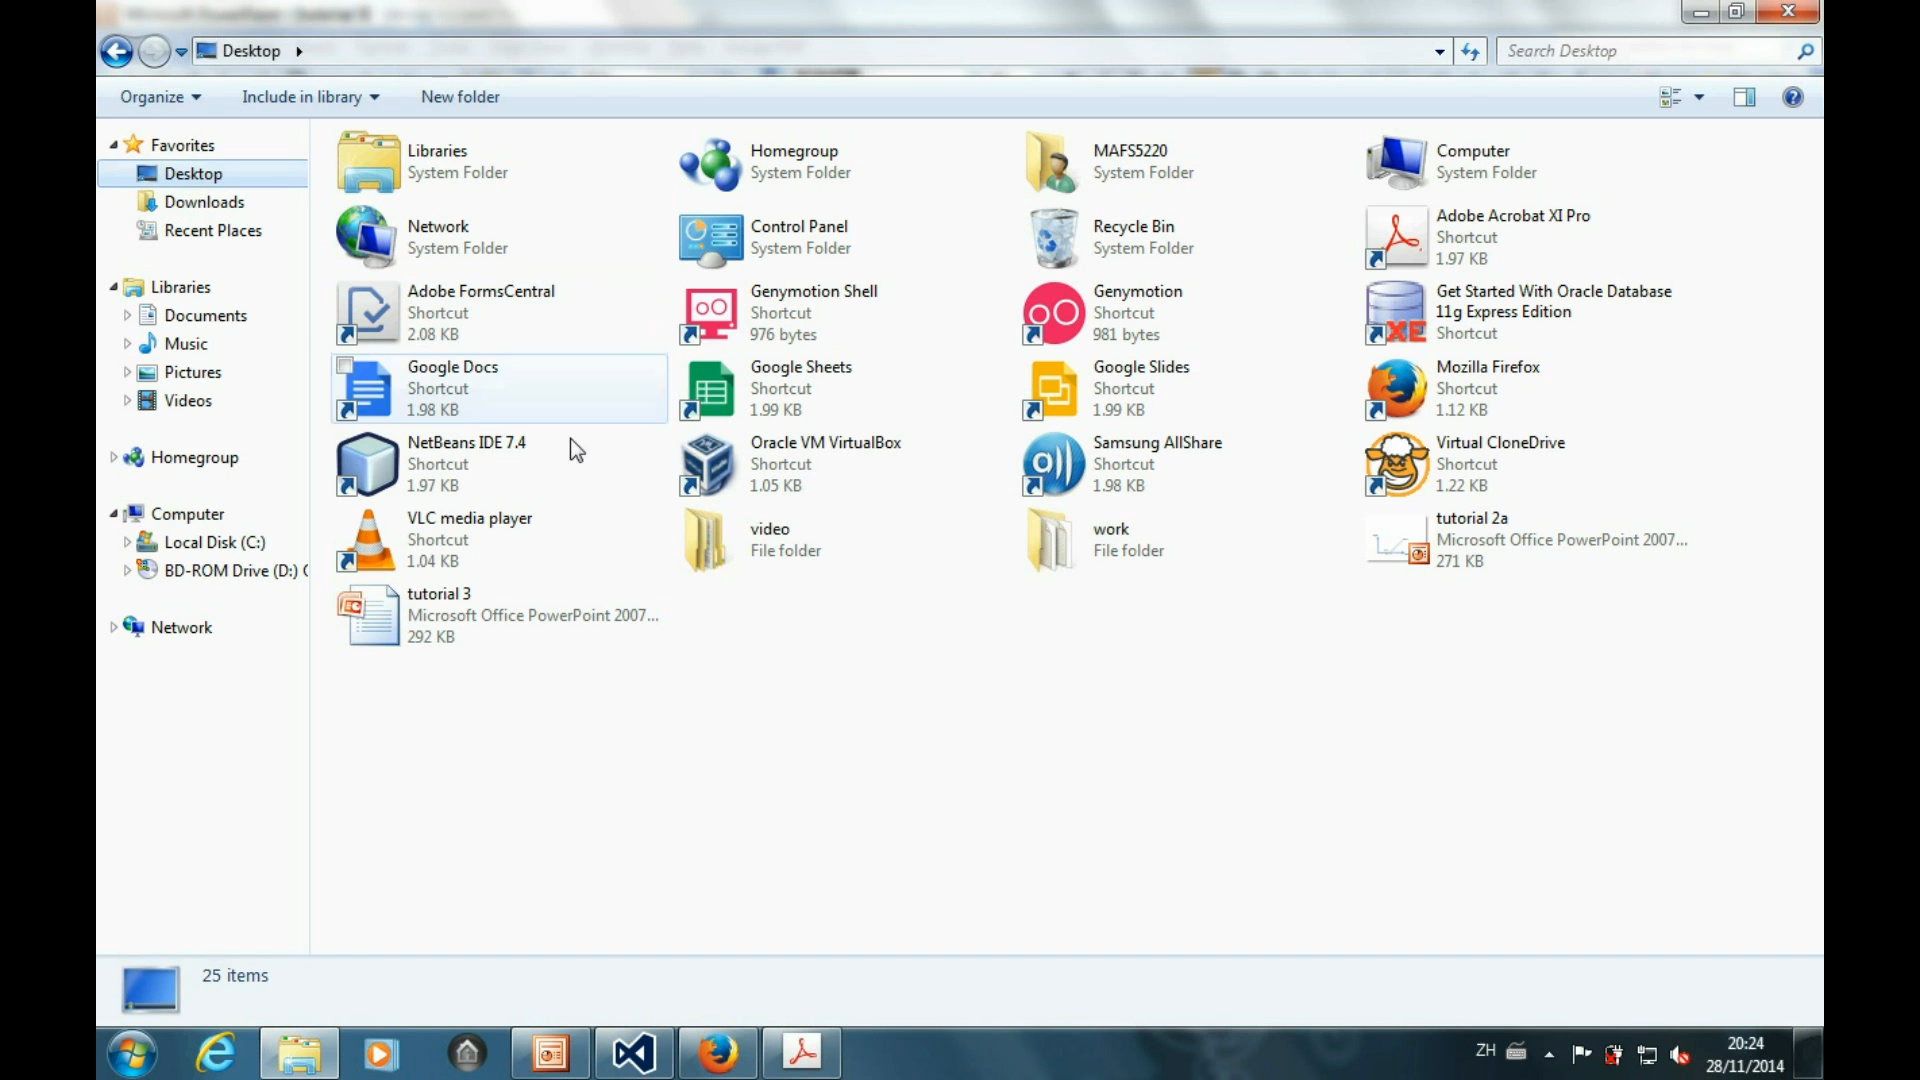 Desktop
Search Desktop
Organize
Include in library
New folder
Favorites
Desktop
Downloads
Recent Places
Libraries
Documents
Music
Pictures
Videos
Homegroup
Computer
Local Disk (C:)
BD-ROM Drive (D:)
Network
Libraries
System Folder
Homegroup
System Folder
MAFS5220
System Folder
Computer
System Folder
Network
System Folder
Control Panel
System Folder
Recycle Bin
System Folder
Adobe Acrobat XI Pro
Shortcut
1.97 KB
Adobe FormsCentral
Shortcut
2.08 KB
Genymotion Shell
Shortcut
976 bytes
Genymotion
Shortcut
981 bytes
Get Started With Oracle Database
11g Express Edition
Shortcut
XE
Google Docs
Shortcut
1.98 KB
Google Sheets
Shortcut
1.99 KB
Google Slides
Shortcut
1.99 KB
Mozilla Firefox
Shortcut
1.12 KB
NetBeans IDE 7.4
Shortcut
1.97 KB
Oracle VM VirtualBox
Shortcut
1.05 KB
Samsung AllShare
Shortcut
1.98 KB
Virtual CloneDrive
Shortcut
1.22 KB
VLC media player
Shortcut
1.04 KB
video
File folder
work
File folder
tutorial 2a
Microsoft Office PowerPoint 2007...
271 KB
tutorial 3
Microsoft Office PowerPoint 2007...
292 KB
25 items
ZH
20:24
28/11/2014